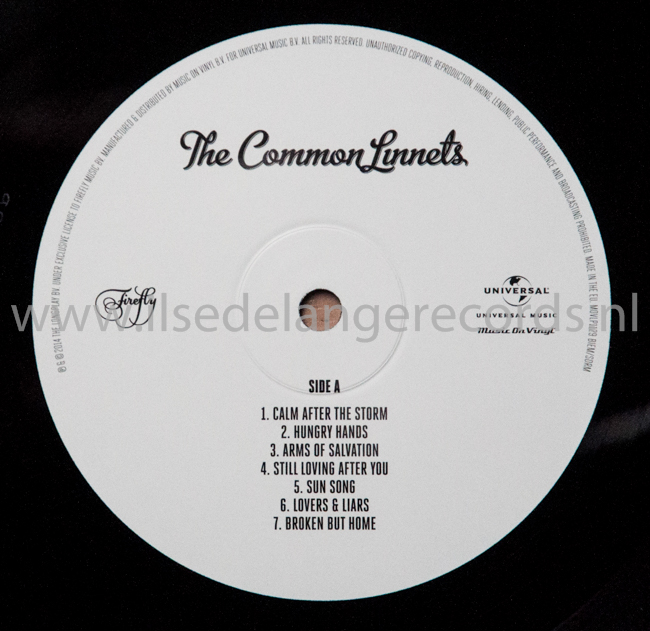 ℗ & © 2014 THE LONGPLAY BV. UNDER EXCLUSIVE LICENSE TO FIREFLY MUSIC BV. MANUFACTURED & DISTRIBUTED BY MUSIC ON VINYL B.V. FOR UNIVERSAL MUSIC B.V. ALL RIGHTS RESERVED. UNAUTHORIZED COPYING, REPRODUCTION, HIRING, LENDING, PUBLIC PERFORMANCE AND BROADCASTING PROHIBITED. MADE IN THE EU. BIEM/STEMRA
The Common Linnets
Firefly
UNIVERSAL
UNIVERSAL MUSIC
Music On Vinyl
www.ilsedelangerecords.nl
SIDE A
1. CALM AFTER THE STORM
2. HUNGRY HANDS
3. ARMS OF SALVATION
4. STILL LOVING AFTER YOU
5. SUN SONG
6. LOVERS & LIARS
7. BROKEN BUT HOME